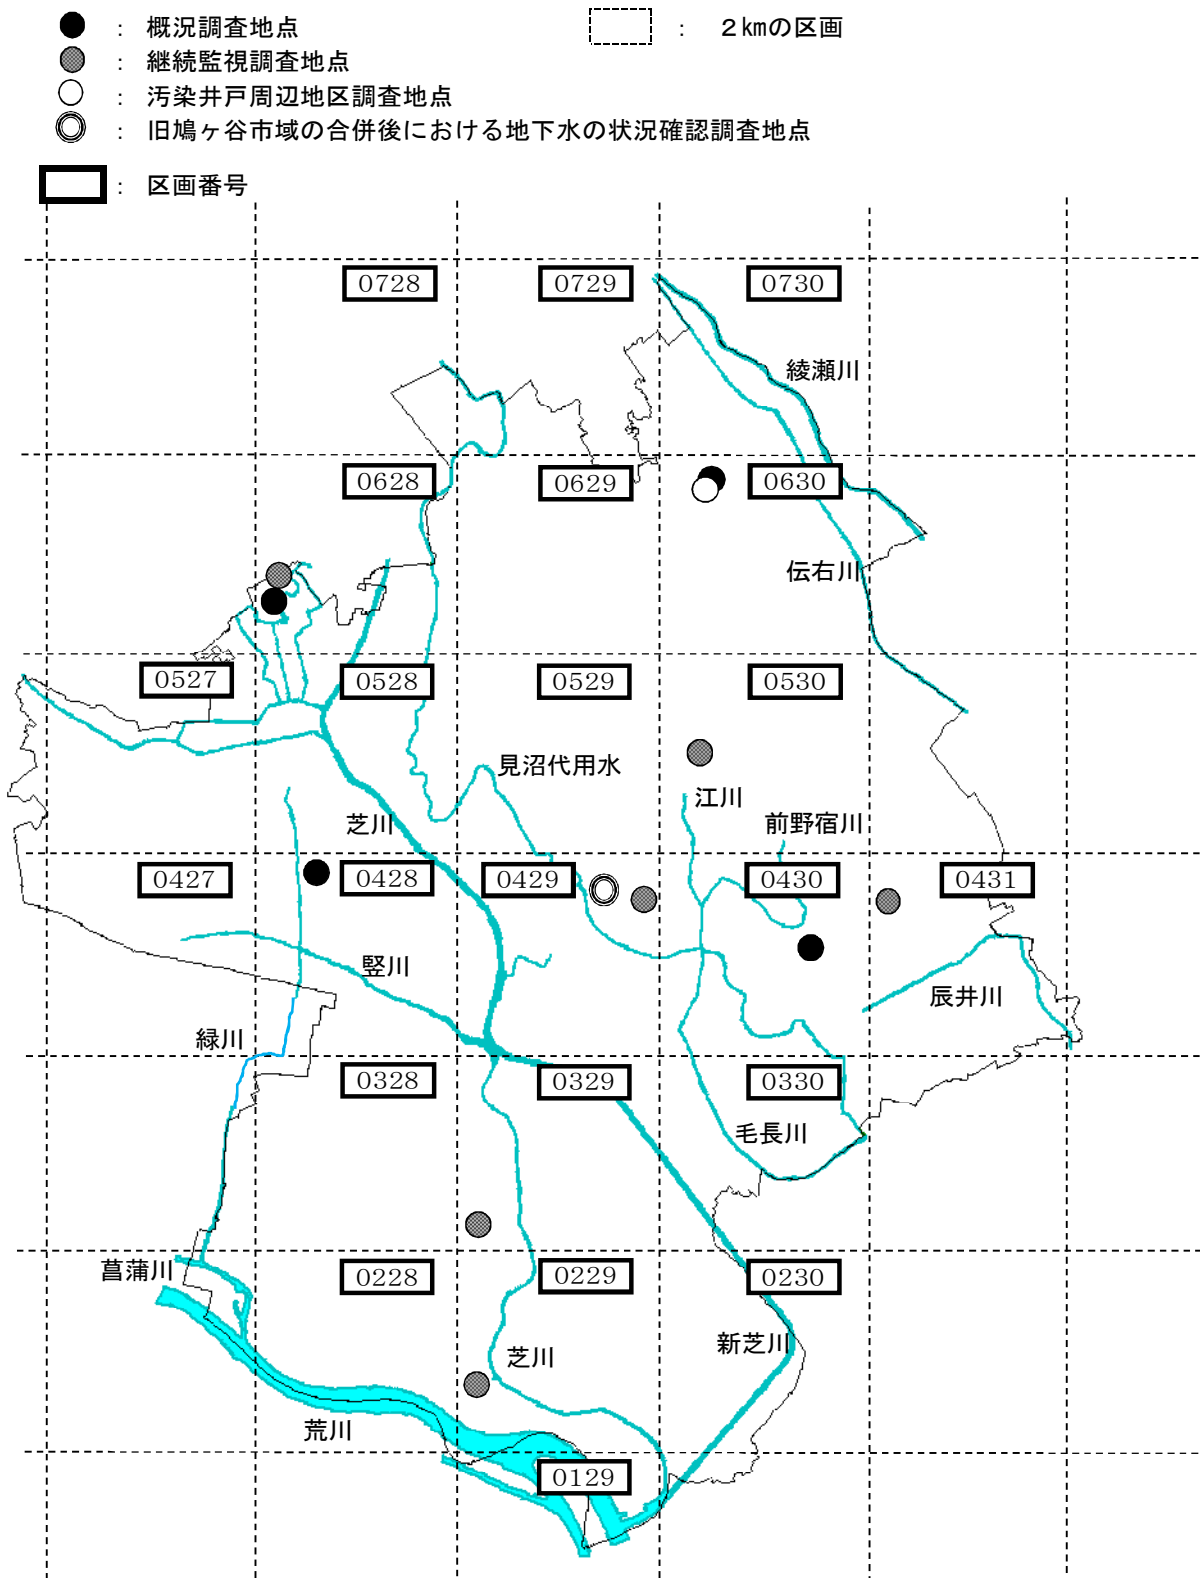 ： 概況調査地点
： ２㎞の区画
： 継続監視調査地点
： 汚染井戸周辺地区調査地点
： 旧鳩ヶ谷市域の合併後における地下水の状況確認調査地点
： 区画番号
0728 0729 0730
綾瀬川
0628 0629 0630
伝右川
0527 0528 0529 0530
見沼代用水
江川
芝川 前野宿川
0427 0428 0429 0430 0431
竪川
辰井川
緑川
0328 0329 0330
毛長川
菖蒲川 0228 0229 0230
新芝川
芝川
荒川
0129